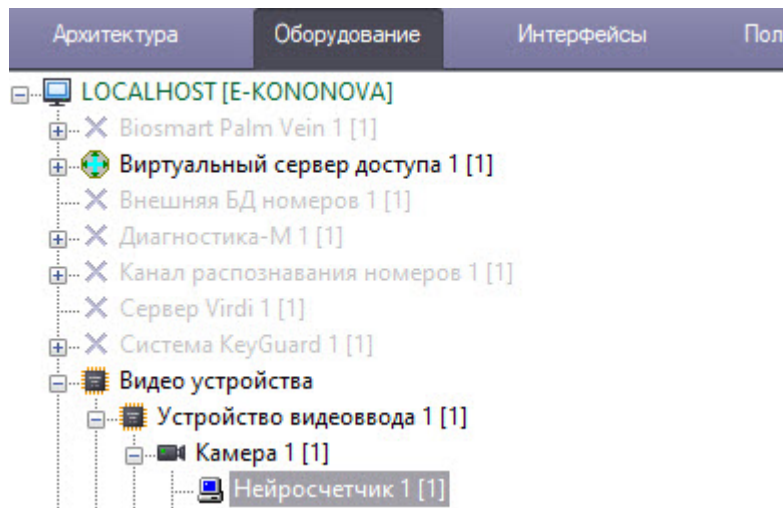 Архитектура Оборудование Интерфейсы Пол
LOCALHOST [E-KONONOVA]
Biosmart Palm Vein 1 [1]
Виртуальный сервер доступа 1 [1]
Внешняя БД номеров 1 [1]
Диагностика-М 1 [1]
Канал распознавания номеров 1 [1]
Сервер Virdi 1 [1]
Система KeyGuard 1 [1]
Видео устройства
Устройство видеоввода 1 [1]
Камера 1 [1]
Нейросчетчик 1 [1]